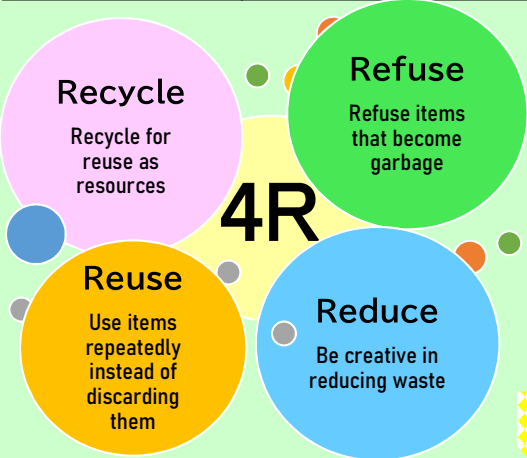 Recycle
Recycle for
reuse as
resources
Refuse
Refuse items
that become
garbage
4R
Reuse
Use items
repeatedly
instead of
discarding
them
Reduce
Be creative in
reducing waste